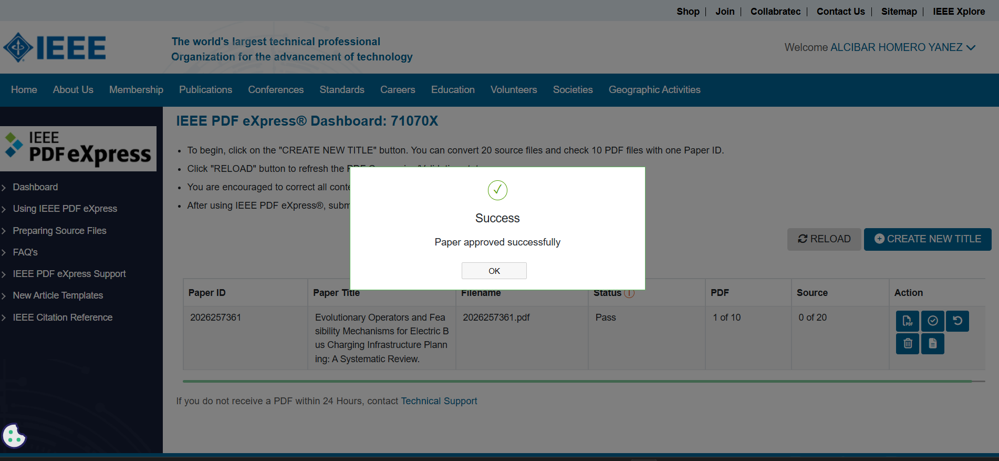 Shop | Join | Collabratec | Contact Us | Sitemap | IEEE Xplore
IEEE
The world's largest technical professional
Organization for the advancement of technology
Welcome ALCIBAR HOMERO YANEZ
Home About Us Membership Publications Conferences Standards Careers Education Volunteers Societies Geographic Activities
IEEE
PDF eXpress
Dashboard
Using IEEE PDF eXpress
Preparing Source Files
FAQ's
IEEE PDF eXpress Support
New Article Templates
IEEE Citation Reference
IEEE PDF eXpress® Dashboard: 71070X
• To begin, click on the "CREATE NEW TITLE" button. You can convert 20 source files and check 10 PDF files with one Paper ID.
• Click "RELOAD" button to refresh the
• You are encouraged to correct all conte
• After using IEEE PDF eXpress®, subm
Success
Paper approved successfully
OK
RELOAD
CREATE NEW TITLE
Paper ID Paper Title Filename Status PDF Source Action
2026257361 Evolutionary Operators and Fea 2026257361.pdf Pass 1 of 10 0 of 20 PDF
sibility Mechanisms for Electric B
us Charging Infrastructure Plann
ing: A Systematic Review.
If you do not receive a PDF within 24 Hours, contact Technical Support